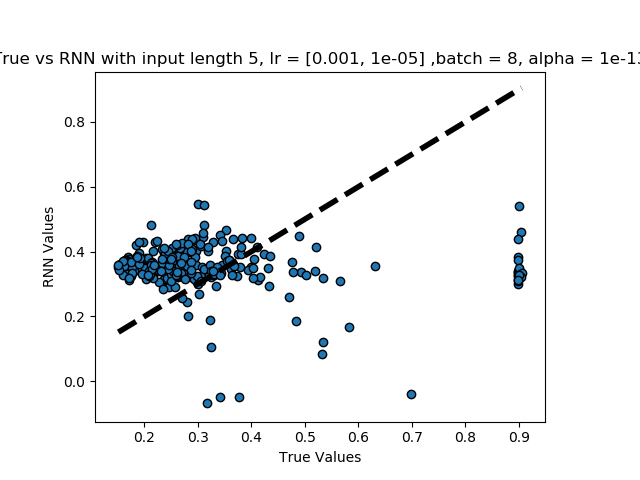 True vs RNN with input length 5, lr = [0.001, 1e-05] ,batch = 8, alpha = 1e-13
0.8
0.6
0.4
0.2
0.0
RNN Values
0.2 0.3 0.4 0.5 0.6 0.7 0.8 0.9
True Values